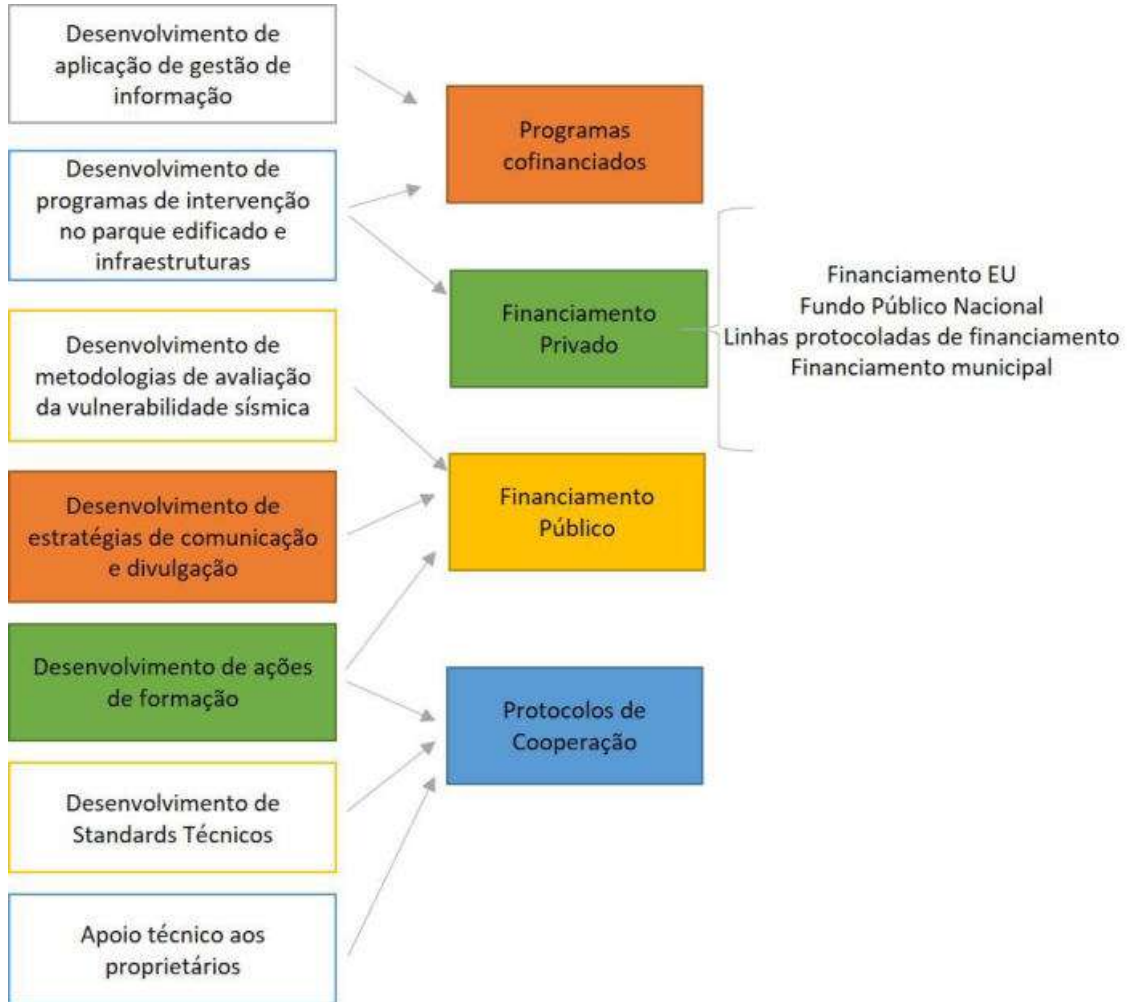 Desenvolvimento de
aplicação de gestão de
informação
Desenvolvimento de
programas de intervenção
no parque edificado e
infraestruturas
Desenvolvimento de
metodologias de avaliação
da vulnerabilidade sísmica
Desenvolvimento de
estratégias de comunicação
e divulgação
Desenvolvimento de ações
de formação
Desenvolvimento de
Standards Técnicos
Apoio técnico aos
proprietários
Programas
cofinanciados
Financiamento
Privado
Financiamento
Público
Protocolos de
Cooperação
Financiamento EU
Fundo Público Nacional
Linhas protocoladas de financiamento
Financiamento municipal